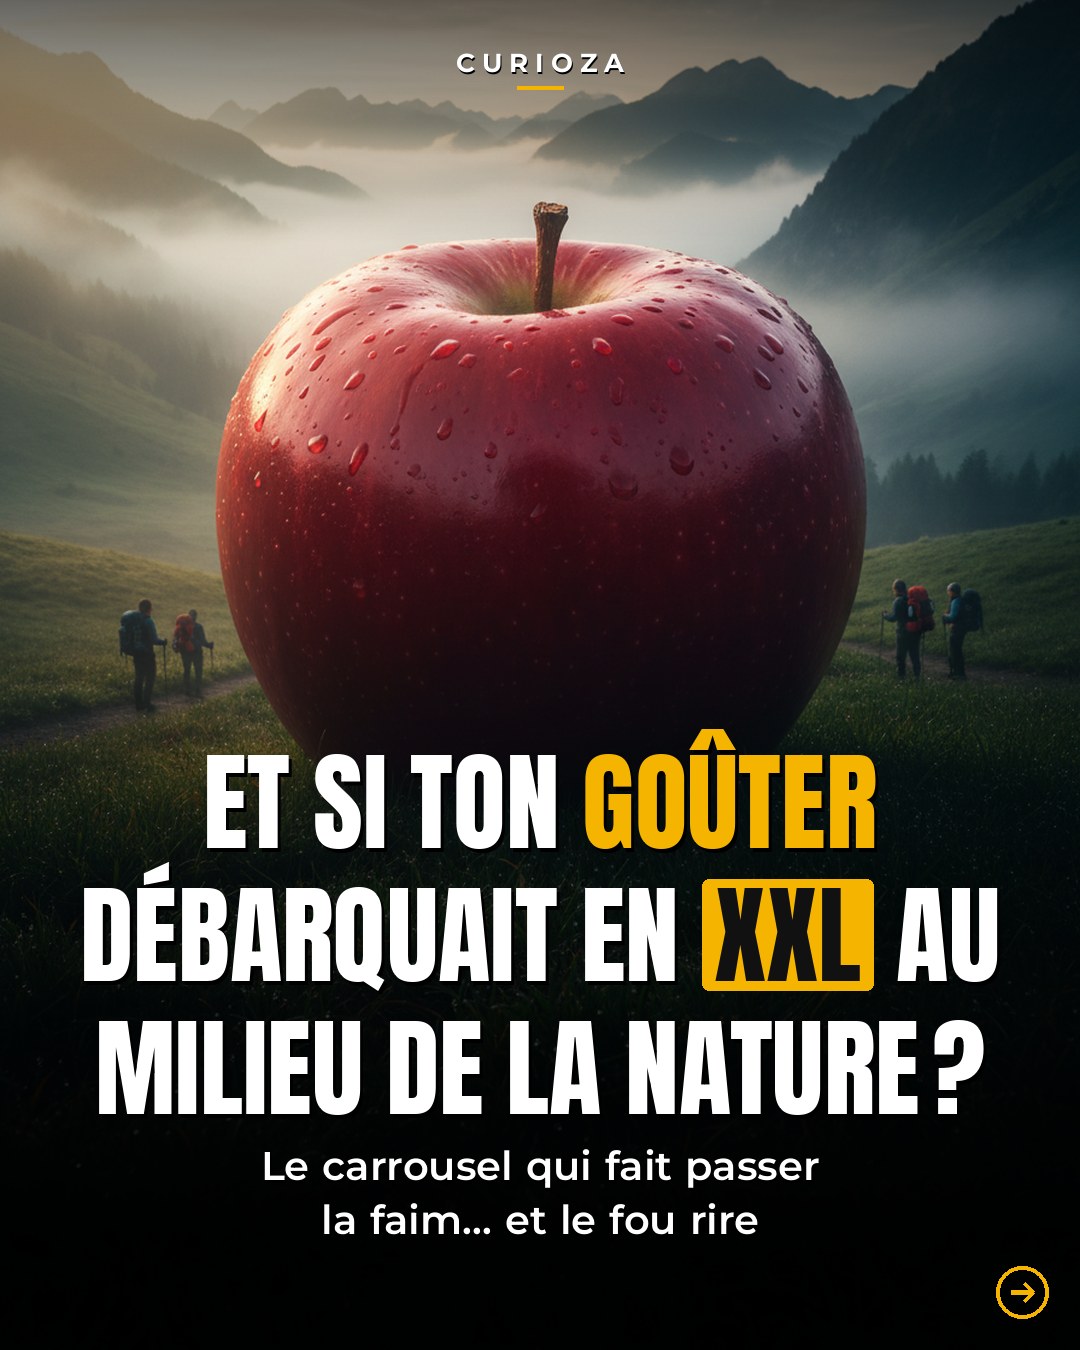 CURIOZA
ET SI TON GOÛTER
DÉBARQUAIT EN XXL AU
MILIEU DE LA NATURE ?
Le carrousel qui fait passer
la faim... et le fou rire